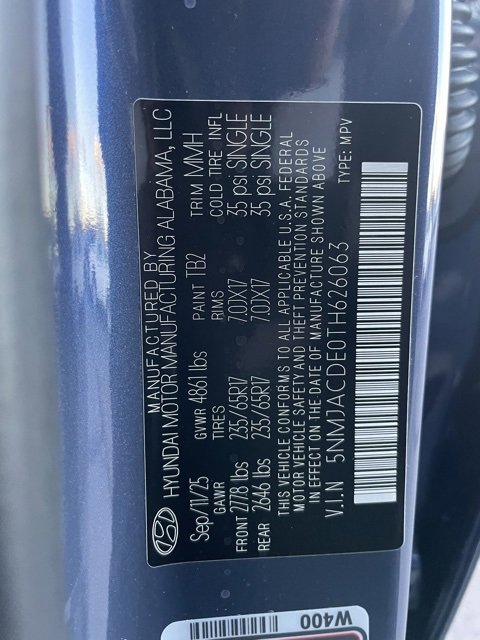 MANUFACTURED BY
HYUNDAI MOTOR MANUFACTURING ALABAMA, LLC
Sep/11/25 GVWR 4861 lbs PAINT TB2 TRIM MMH
GAWR TIRES RIMS COLD TIRE INFL
FRONT 2778 lbs 235/65R17 7.0JX17 35 psi SINGLE
REAR 2646 lbs 235/65R17 7.0JX17 35 psi SINGLE
THIS VEHICLE CONFORMS TO ALL APPLICABLE U.S.A. FEDERAL
MOTOR VEHICLE SAFETY AND THEFT PREVENTION STANDARDS
IN EFFECT ON THE DATE OF MANUFACTURE SHOWN ABOVE
V.I.N 5NMJACDE0TH626063 TYPE: MPV
W400